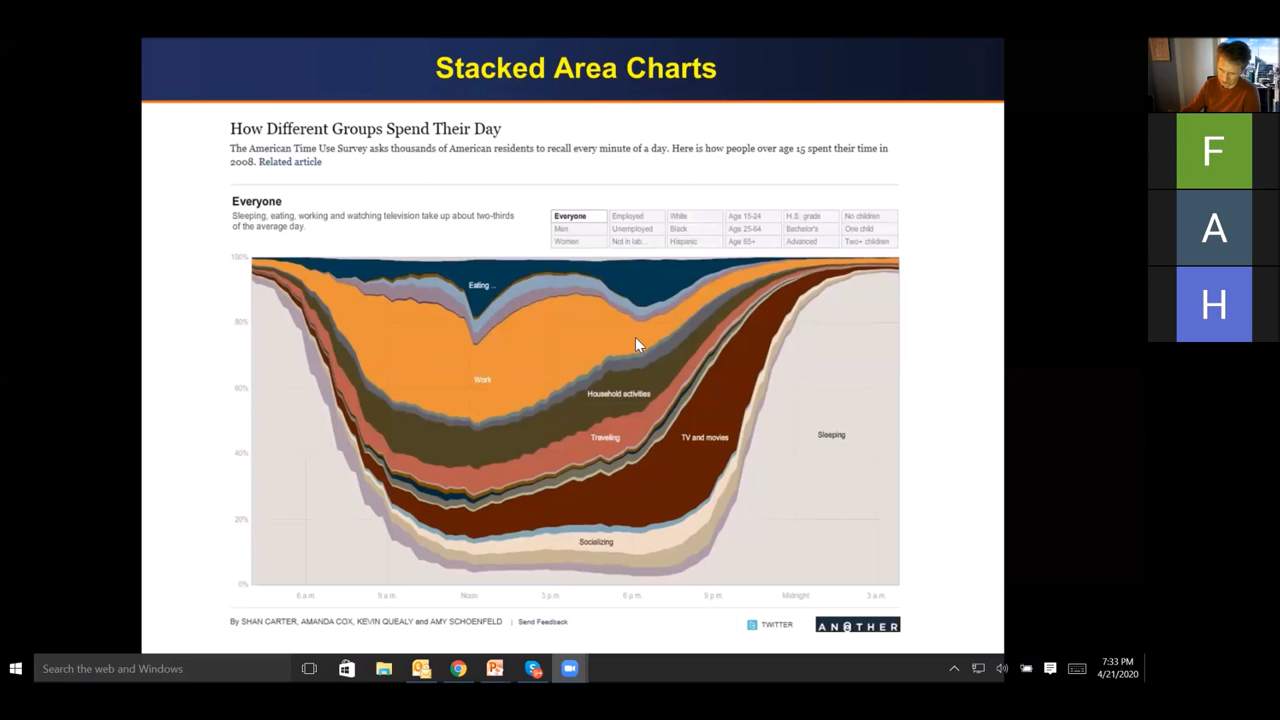 Stacked Area Charts
F
How Different Groups Spend Their Day
The American Time Use Survey asks thousands of American residents to recall every minute of a day. Here is how people over age 15 spent their time in
2008. Related article
Everyone
Sleeping, eating, working and watching television take up about two-thirds
of the average day.
Everyone Employed White Age 15-24 H.S. grads No children
Men Unemployed Black Age 25-64 Bachelor's One child
Women Not in lab... Hispanic Age 65+ Advanced Two+ children
A
100%
Eating ...
H
80%
Work
60%
Household activities
Traveling
TV and movies
Sleeping
40%
20%
Socializing
0%
6 a.m. 9 a.m. Noon 3 p.m. 6 p.m. 9 p.m. Midnight 3 a.m.
By SHAN CARTER, AMANDA COX, KEVIN QUEALY and AMY SCHOENFELD | Send Feedback
TWITTER
AN8THER
Search the web and Windows
7:33 PM
4/21/2020